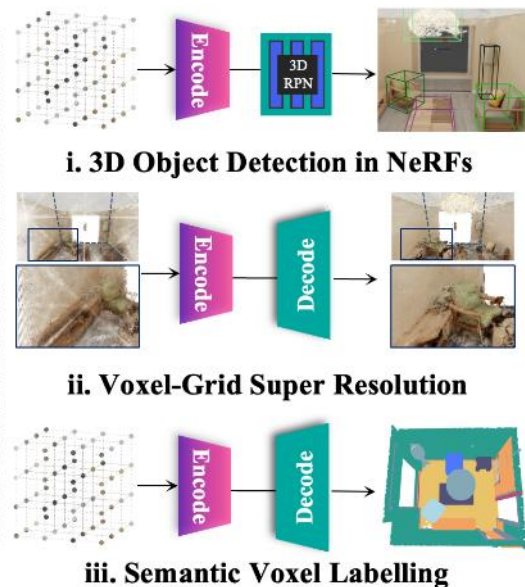 Encode
3D
RPN
i. 3D Object Detection in NeRFs
Encode
Decode
ii. Voxel-Grid Super Resolution
Encode
Decode
iii. Semantic Voxel Labelling